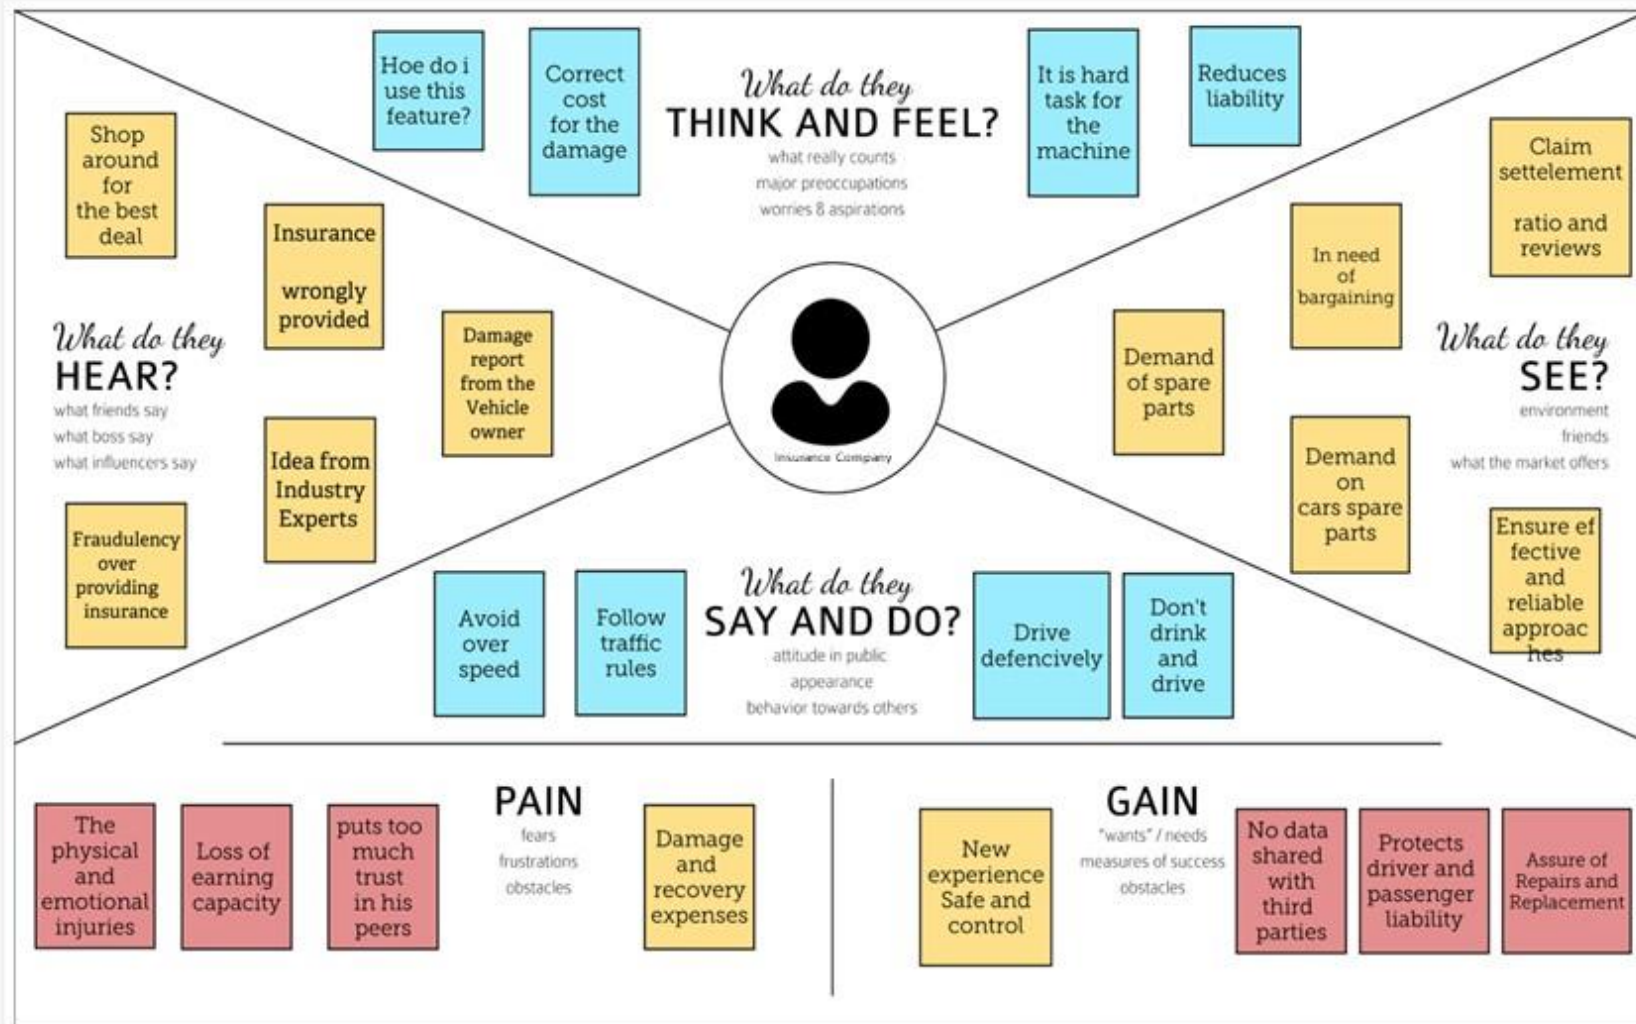 Hoe do i
use this
feature?
Correct
cost
for the
damage
What do they
THINK AND FEEL?
what really counts
major preoccupations
worries & aspirations
It is hard
task for
the
machine
Reduces
liability
Shop
around
for
the best
deal
Insurance
wrongly
provided
Damage
report
from the
Vehicle
owner
What do they
HEAR?
what friends say
what boss say
what influencers say
Idea from
Industry
Experts
Fraudulency
over
providing
insurance
Insurance Company
Claim
settelement
ratio and
reviews
In need
of
bargaining
Demand
of spare
parts
What do they
SEE?
environment
friends
what the market offers
Demand
on
cars spare
parts
Ensure ef
fective
and
reliable
approac
hes
Avoid
over
speed
Follow
traffic
rules
What do they
SAY AND DO?
attitude in public
appearance
behavior towards others
Drive
defencively
Don't
drink
and
drive
The
physical
and
emotional
injuries
Loss of
earning
capacity
puts too
much
trust
in his
peers
PAIN
fears
frustrations
obstacles
Damage
and
recovery
expenses
New
experience
Safe and
control
GAIN
"wants" / needs
measures of success
obstacles
No data
shared
with
third
parties
Protects
driver and
passenger
liability
Assure of
Repairs and
Replacement